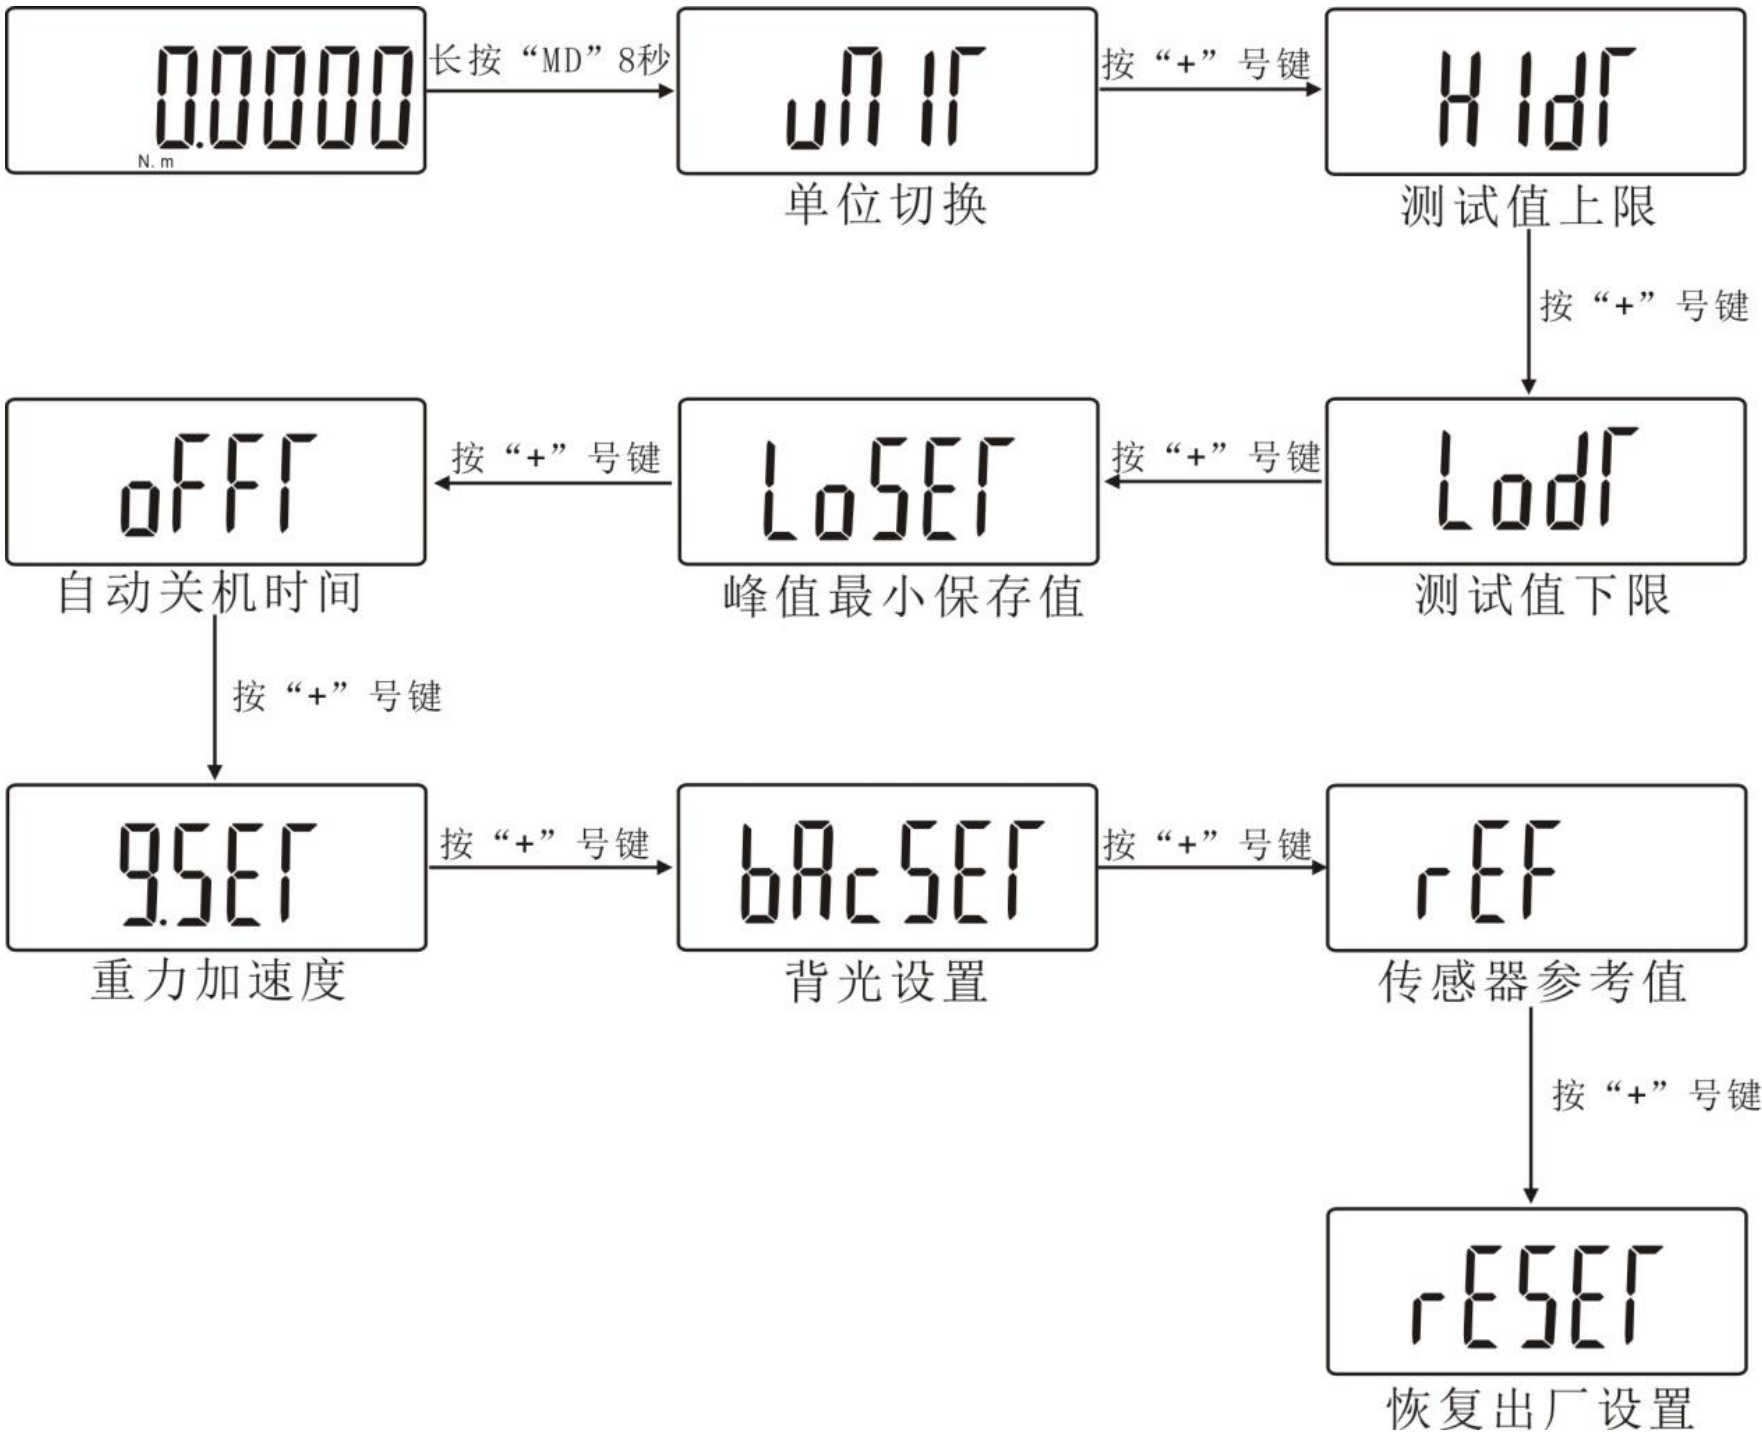 0.0000
N.m
长按“MD”8秒
uNIT
单位切换
按“+”号键
HIdT
测试值上限
按“+”号键
LodT
测试值下限
按“+”号键
LoSET
峰值最小保存值
按“+”号键
oFFT
自动关机时间
按“+”号键
g.SET
重力加速度
按“+”号键
bAcSET
背光设置
按“+”号键
rEF
传感器参考值
按“+”号键
rESET
恢复出厂设置